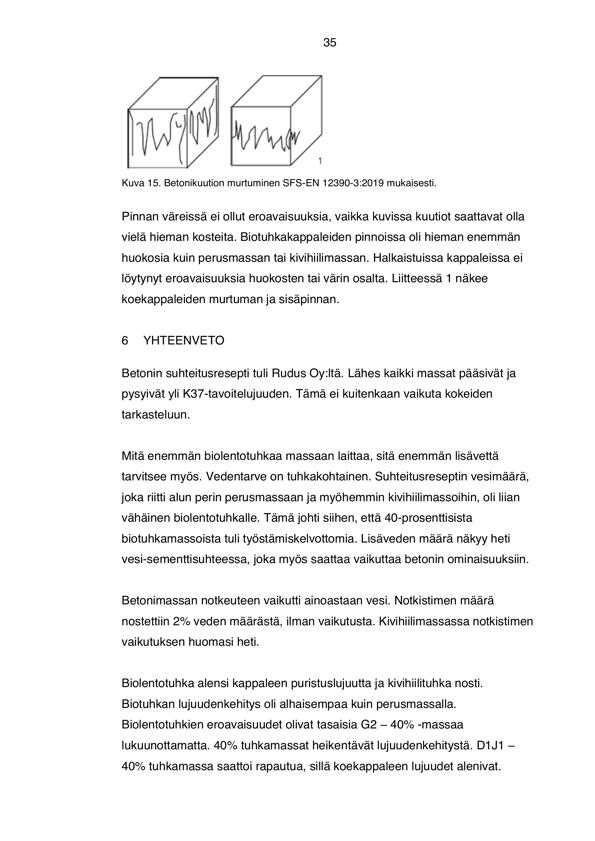 35
1
Kuva 15. Betonikuution murtuminen SFS-EN 12390-3:2019 mukaisesti.
Pinnan väreissä ei ollut eroavaisuuksia, vaikka kuvissa kuutiot saattavat olla
vielä hieman kosteita. Biotuhkakappaleiden pinnoissa oli hieman enemmän
huokosia kuin perusmassan tai kivihiilimassan. Halkaistuissa kappaleissa ei
löytynyt eroavaisuuksia huokosten tai värin osalta. Liitteessä 1 näkee
koekappaleiden murtuman ja sisäpinnan.
6 YHTEENVETO
Betonin suhteitusresepti tuli Rudus Oy:ltä. Lähes kaikki massat pääsivät ja
pysyivät yli K37-tavoitelujuuden. Tämä ei kuitenkaan vaikuta kokeiden
tarkasteluun.
Mitä enemmän biolentotuhkaa massaan laittaa, sitä enemmän lisävettä
tarvitsee myös. Vedentarve on tuhkakohtainen. Suhteitusreseptin vesimäärä,
joka riitti alun perin perusmassaan ja myöhemmin kivihiilimassoihin, oli liian
vähäinen biolentotuhkalle. Tämä johti siihen, että 40-prosenttisista
biotuhkamassoista tuli työstämiskelvottomia. Lisäveden määrä näkyy heti
vesi-sementtisuhteessa, joka myös saattaa vaikuttaa betonin ominaisuuksiin.
Betonimassan notkeuteen vaikutti ainoastaan vesi. Notkistimen määrä
nostettiin 2% veden määrästä, ilman vaikutusta. Kivihiilimassassa notkistimen
vaikutuksen huomasi heti.
Biolentotuhka alensi kappaleen puristuslujuutta ja kivihiilituhka nosti.
Biotuhkan lujuudenkehitys oli alhaisempaa kuin perusmassalla.
Biolentotuhkien eroavaisuudet olivat tasaisia G2 – 40% -massaa
lukuunottamatta. 40% tuhkamassat heikentävät lujuudenkehitystä. D1J1 –
40% tuhkamassa saattoi rapautua, sillä koekappaleen lujuudet alenivat.